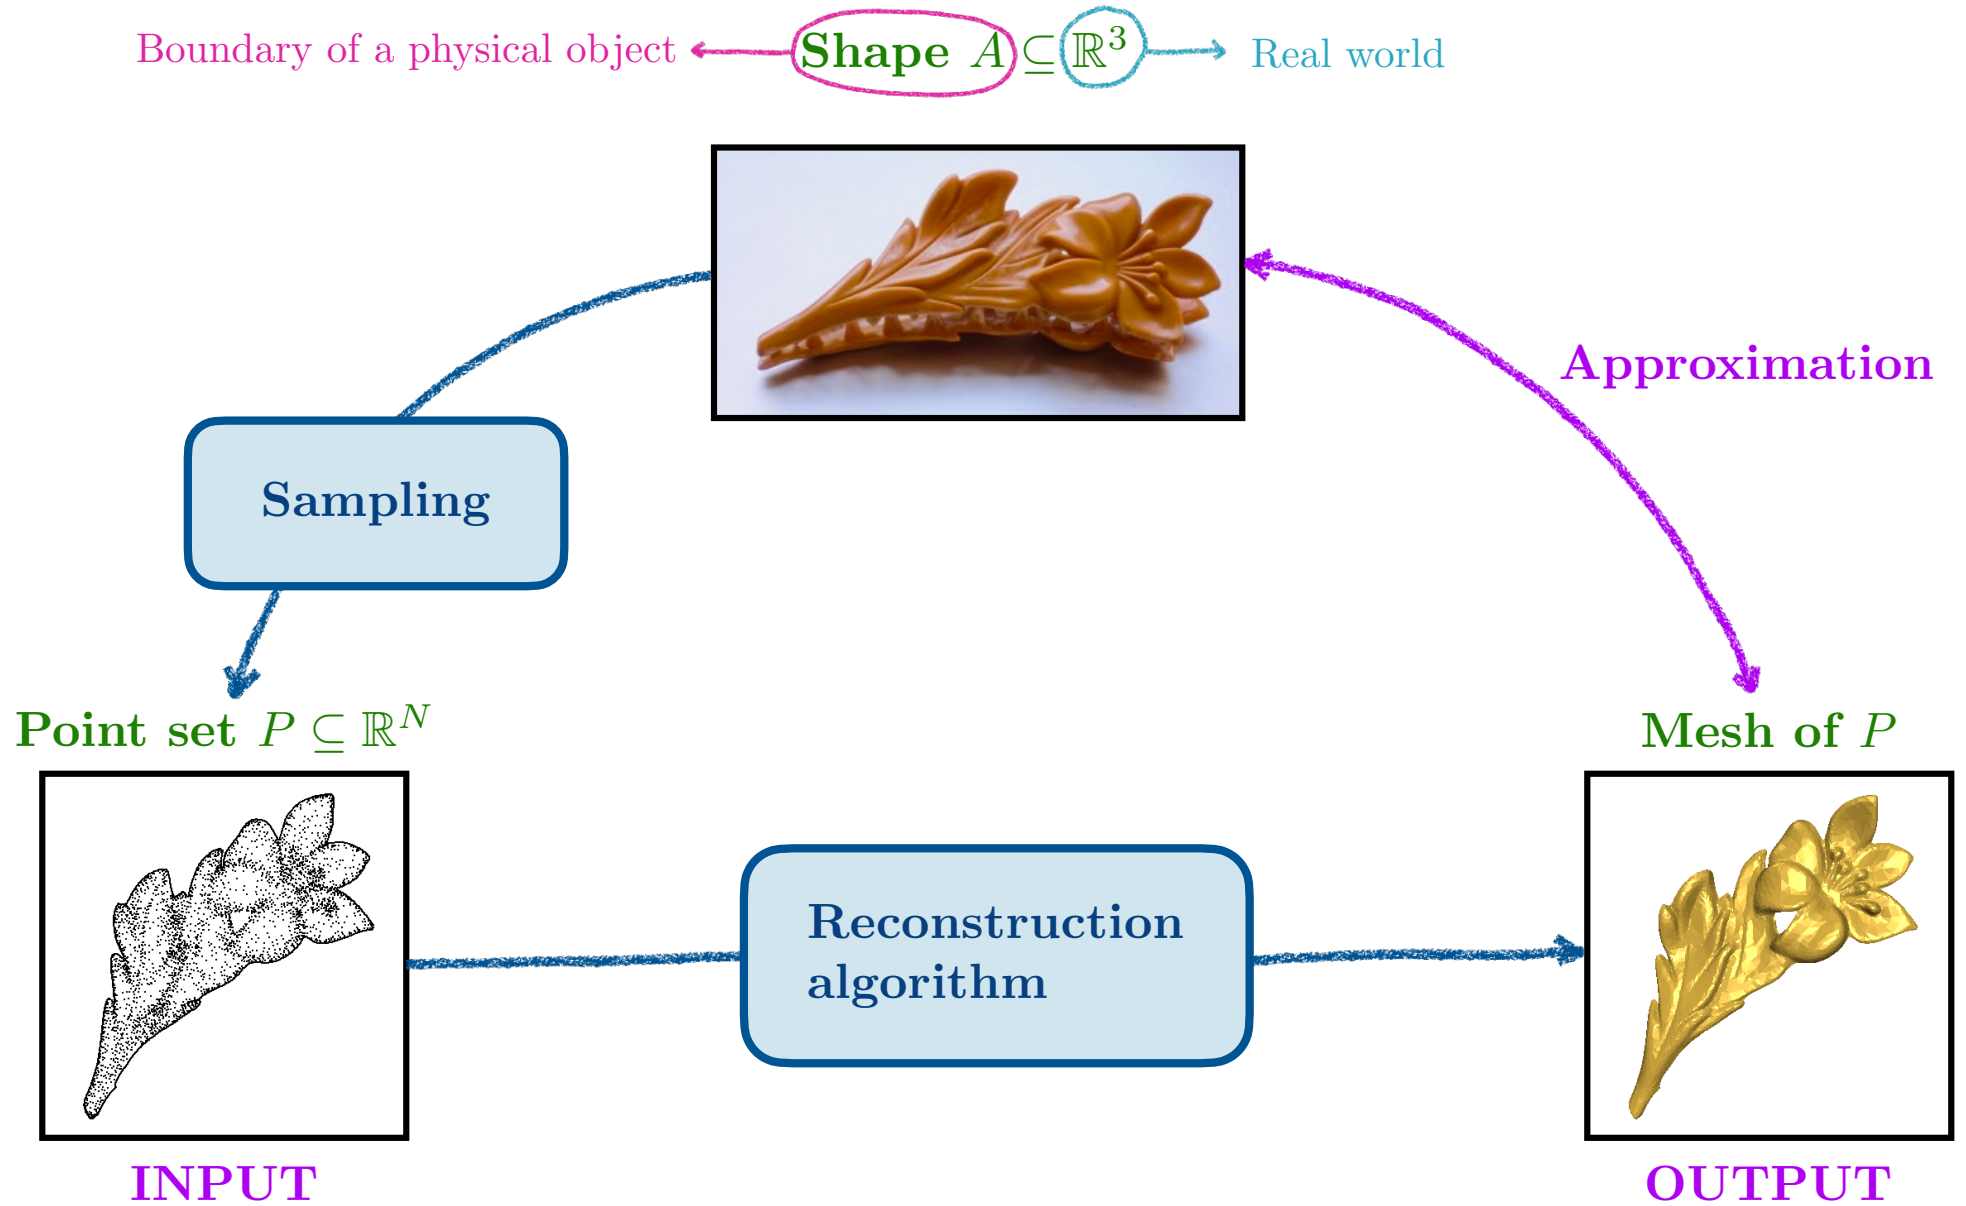 Boundary of a physical object
Shape A ⊆ ℝ³
Real world
Approximation
Sampling
Point set P ⊆ ℝᴺ
Mesh of P
Reconstruction
algorithm
INPUT
OUTPUT